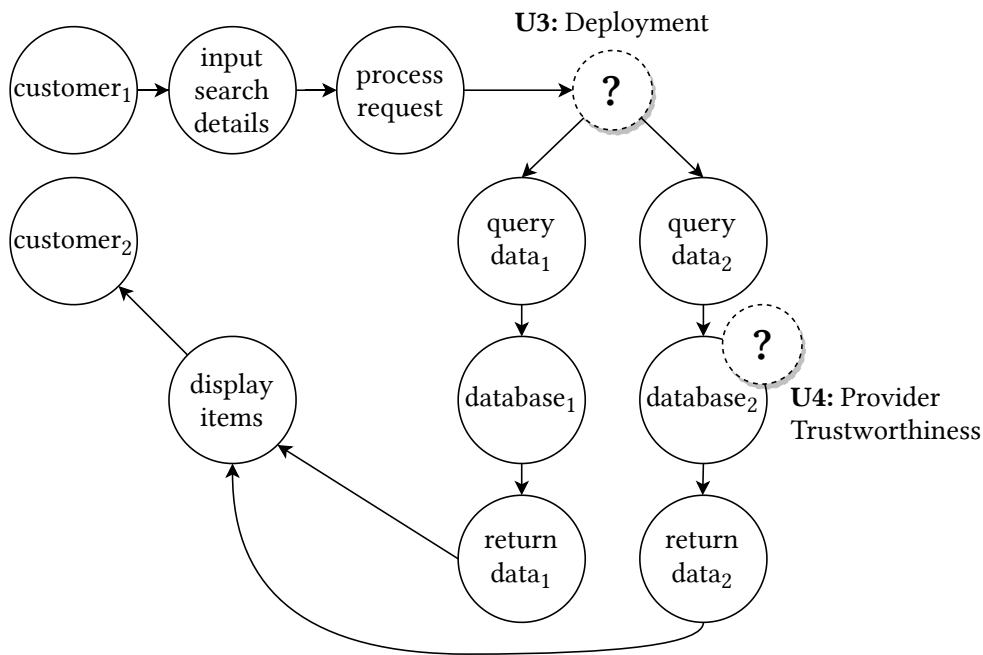 U3: Deployment
customer₁
input
search
details
process
request
?
customer₂
query
data₁
query
data₂
?
display
items
database₁
database₂
U4: Provider
Trustworthiness
return
data₁
return
data₂